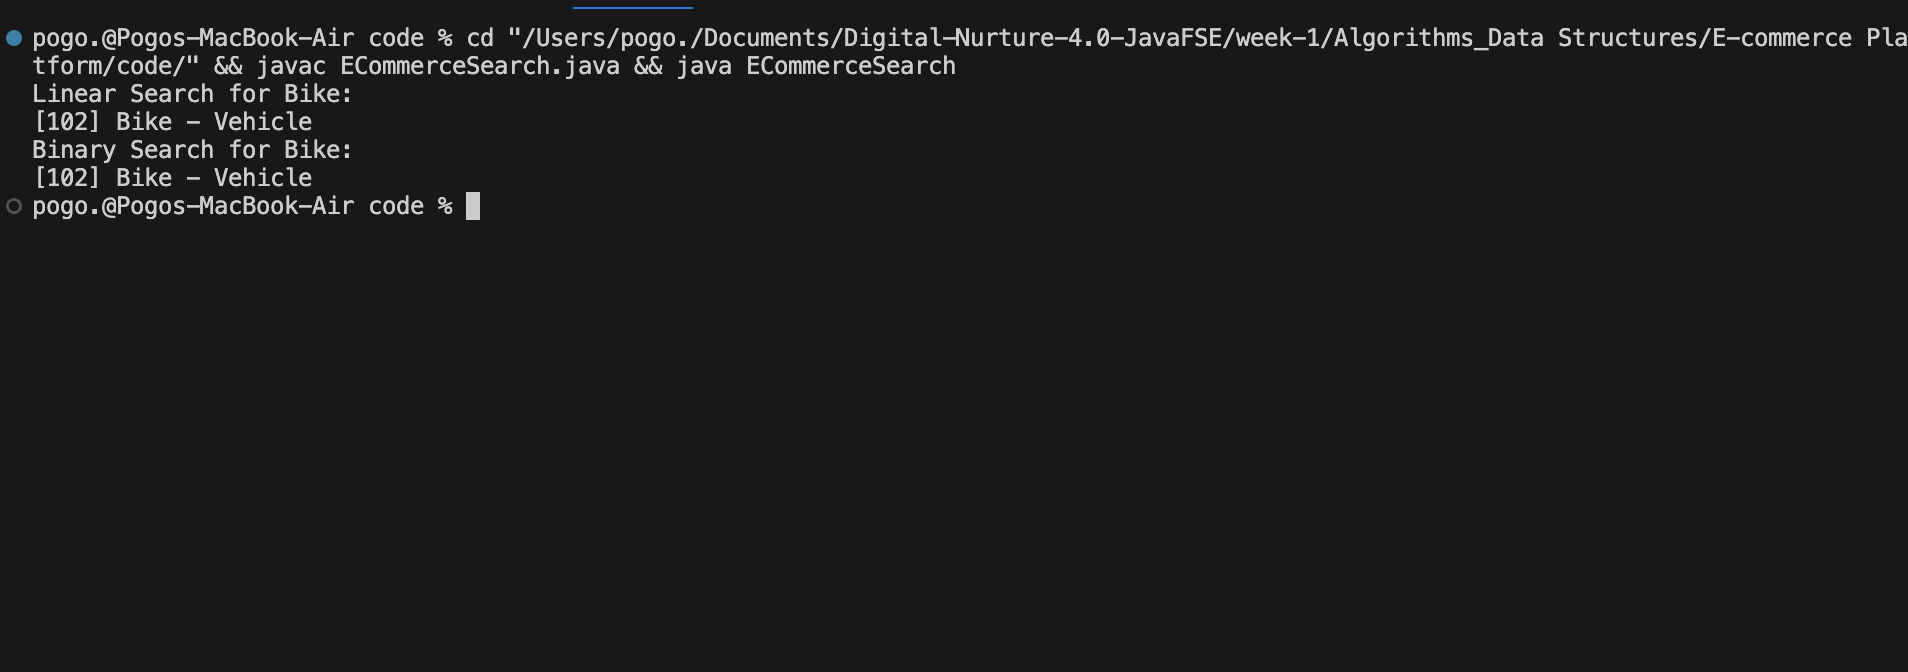 pogo.@Pogos-MacBook-Air code % cd "/Users/pogo./Documents/Digital-Nurture-4.0-JavaFSE/week-1/Algorithms_Data Structures/E-commerce Pla
tform/code/" && javac ECommerceSearch.java && java ECommerceSearch
Linear Search for Bike:
[102] Bike - Vehicle
Binary Search for Bike:
[102] Bike - Vehicle
pogo.@Pogos-MacBook-Air code %